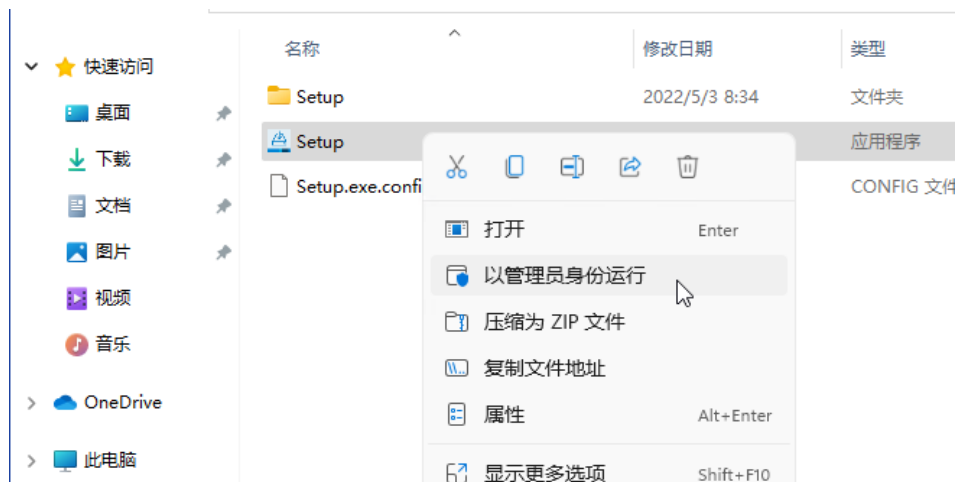 名称 修改日期 类型
快速访问
Setup 2022/5/3 8:34 文件夹
桌面
Setup 应用程序
下载
Setup.exe.confi CONFIG 文件
文档
打开 Enter
图片
以管理员身份运行
视频
压缩为 ZIP 文件
音乐
复制文件地址
OneDrive
属性 Alt+Enter
此电脑
显示更多选项 Shift+F10